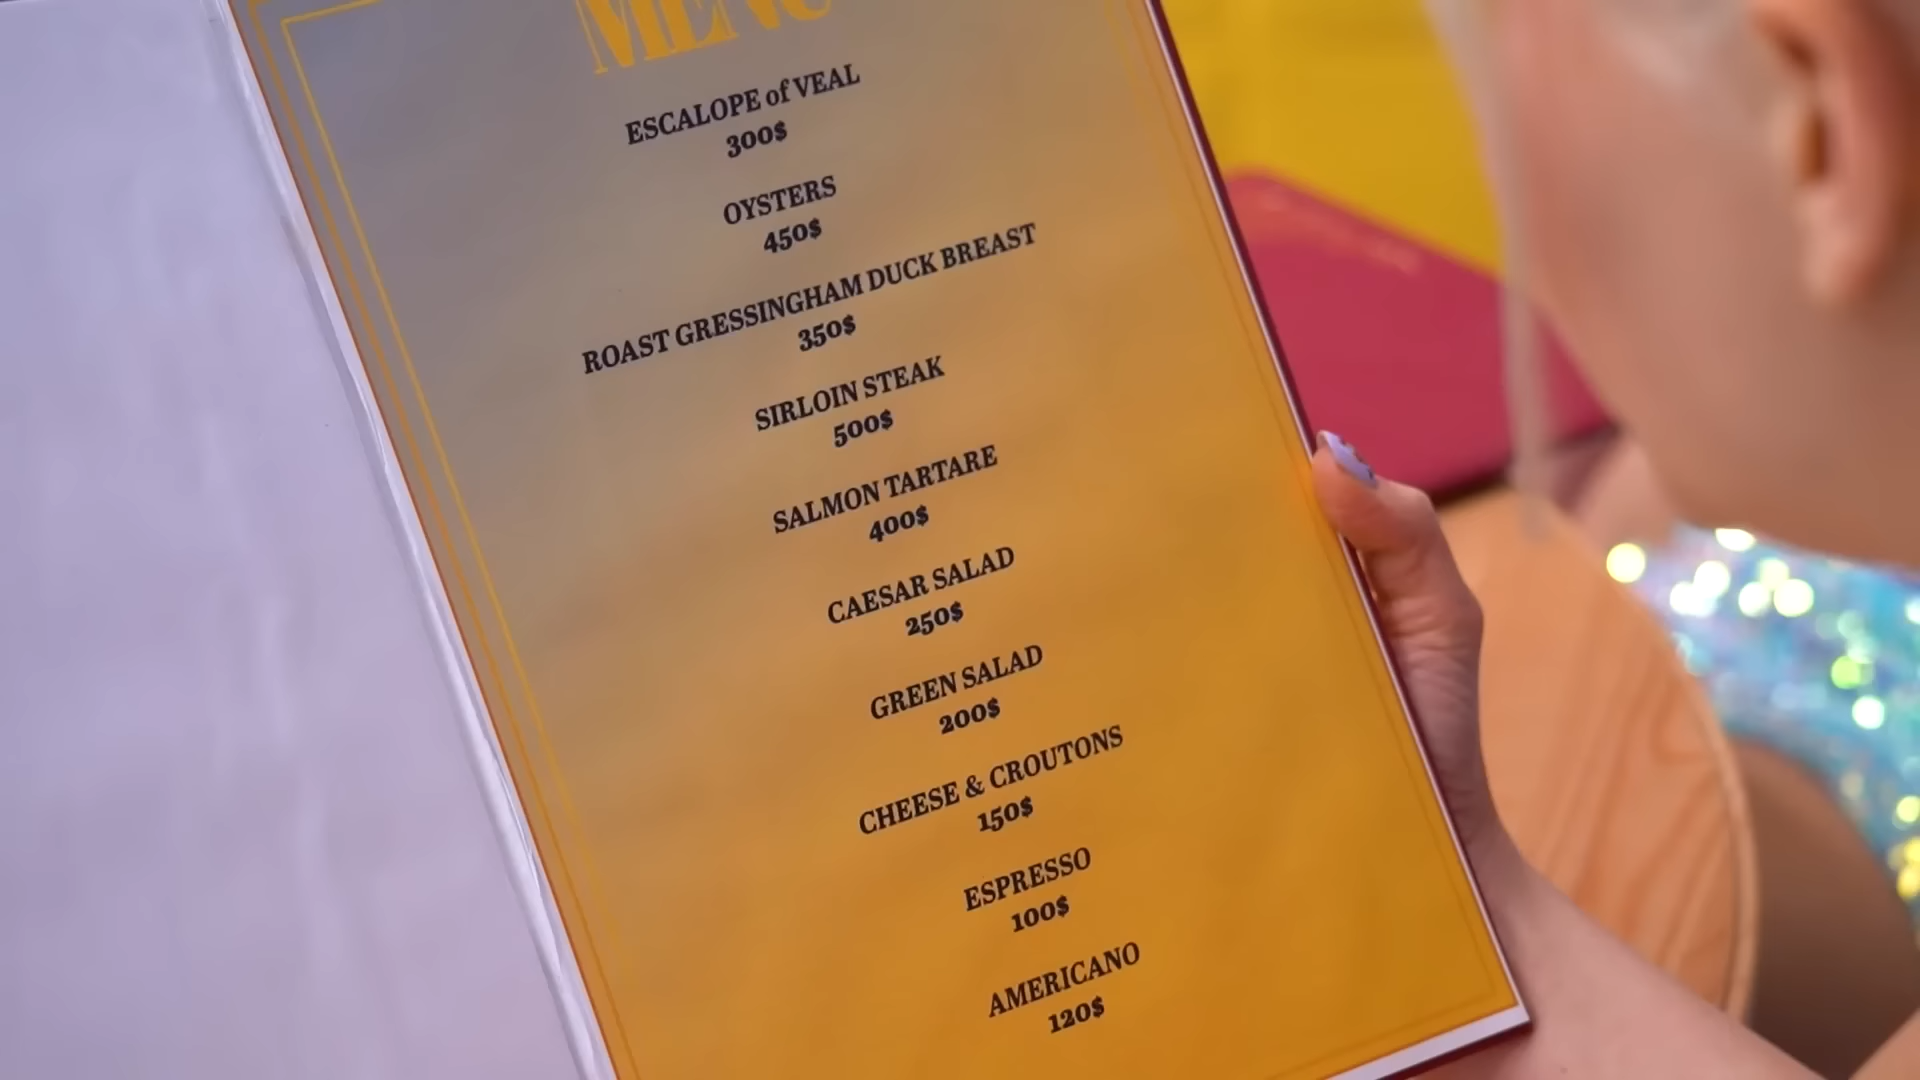 MENU
ESCALOPE of VEAL
300$
OYSTERS
450$
ROAST GRESSINGHAM DUCK BREAST
350$
SIRLOIN STEAK
500$
SALMON TARTARE
400$
CAESAR SALAD
250$
GREEN SALAD
200$
CHEESE & CROUTONS
150$
ESPRESSO
100$
AMERICANO
120$